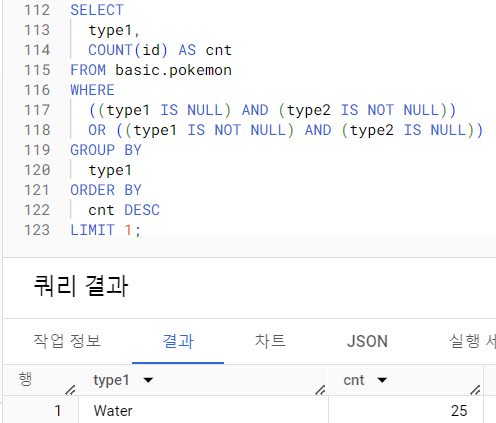 112 SELECT
113 type1,
114 COUNT(id) AS cnt
115 FROM basic.pokemon
116 WHERE
117 ((type1 IS NULL) AND (type2 IS NOT NULL))
118 OR ((type1 IS NOT NULL) AND (type2 IS NULL))
119 GROUP BY
120 type1
121 ORDER BY
122 cnt DESC
123 LIMIT 1;
쿼리 결과
작업 정보 결과 차트 JSON 실행
행 type1 cnt
1 Water 25